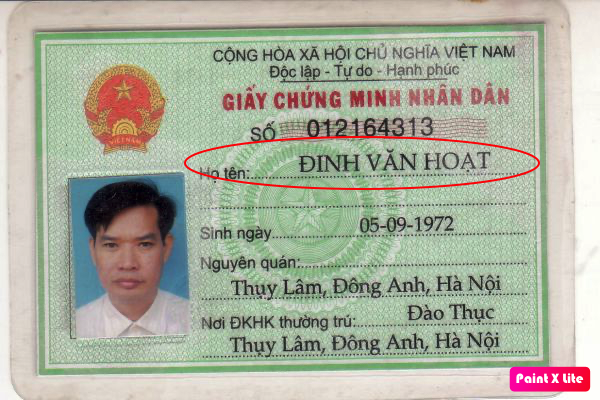 CỘNG HÒA XÃ HỘI CHỦ NGHĨA VIỆT NAM
Độc lập - Tự do - Hạnh phúc
GIẤY CHỨNG MINH NHÂN DÂN
SỐ 012164313
Họ tên: ĐINH VĂN HOẠT
Sinh ngày 05-09-1972
Nguyên quán:
Thụy Lâm, Đông Anh, Hà Nội
Nơi ĐKHK thường trú: Đào Thục
Thụy Lâm, Đông Anh, Hà Nội
VIỆT NAM
Paint X Lite